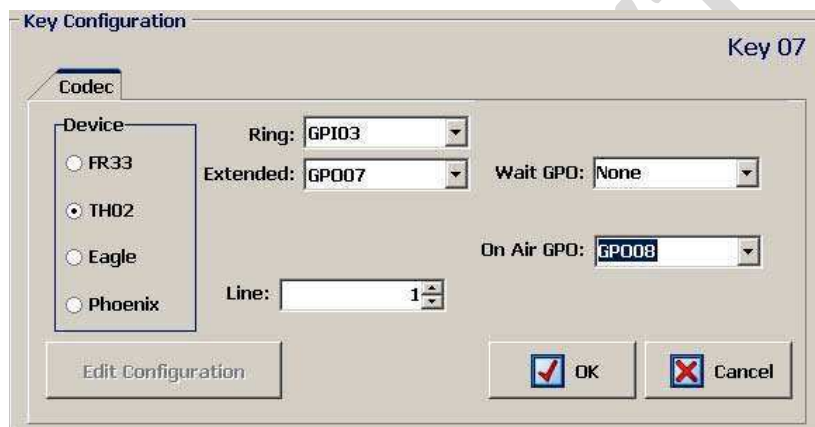 Key Configuration
Key 07
Codec
Device
FR33
TH02
Eagle
Phoenix
Ring: GPI03
Extended: GPO07
Line: 1
Wait GPO: None
On Air GPO: GPO08
Edit Configuration
OK
Cancel